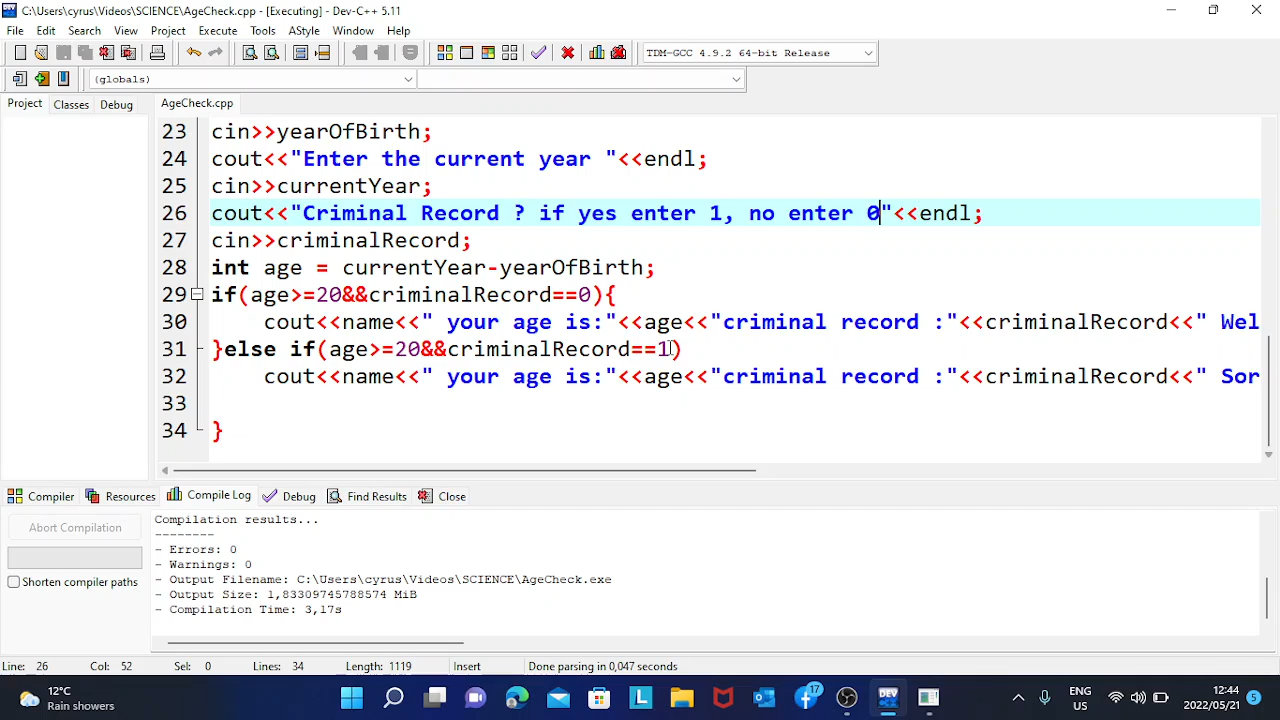 C:\Users\cyrus\Videos\SCIENCE\AgeCheck.cpp - [Executing] - Dev-C++ 5.11
File Edit Search View Project Execute Tools AStyle Window Help
TDM-GCC 4.9.2 64-bit Release
(globals)
Project Classes Debug AgeCheck.cpp
23 cin>>yearOfBirth;
24 cout<<"Enter the current year "<<endl;
25 cin>>currentYear;
26 cout<<"Criminal Record ? if yes enter 1, no enter 0"<<endl;
27 cin>>criminalRecord;
28 int age = currentYear-yearOfBirth;
29 if(age>=20&&criminalRecord==0){
30 cout<<name<<" your age is:"<<age<<"criminal record :"<<criminalRecord<<" Wel
31 }else if(age>=20&&criminalRecord==1)
32 cout<<name<<" your age is:"<<age<<"criminal record :"<<criminalRecord<<" Sor
33
34 }
Compiler Resources Compile Log Debug Find Results Close
Abort Compilation
Shorten compiler paths
Compilation results...
--------
- Errors: 0
- Warnings: 0
- Output Filename: C:\Users\cyrus\Videos\SCIENCE\AgeCheck.exe
- Output Size: 1,83309745788574 MiB
- Compilation Time: 3,17s
Line: 26 Col: 52 Sel: 0 Lines: 34 Length: 1119 Insert Done parsing in 0,047 seconds
12°C
Rain showers
L
17
DEV
ENG
US
12:44
2022/05/21
5